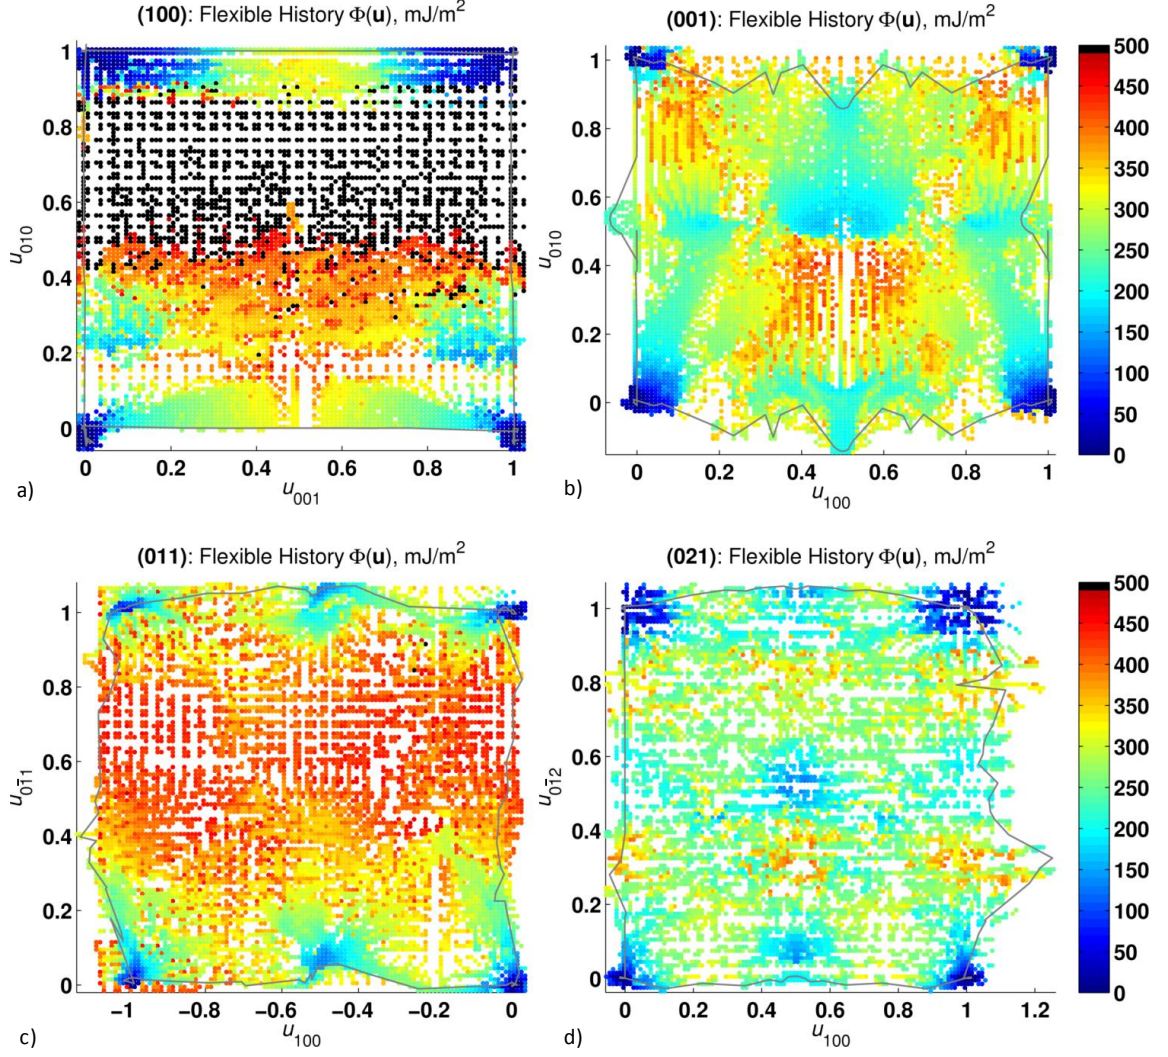 (100): Flexible History Φ(u), mJ/m²
u₀₁₀
1
0.8
0.6
0.4
0.2
0
0 0.2 0.4 0.6 0.8 1
u₀₀₁
a)
(001): Flexible History Φ(u), mJ/m²
u₀₁₀
1
0.8
0.6
0.4
0.2
0
0 0.2 0.4 0.6 0.8 1
u₁₀₀
b)
500
450
400
350
300
250
200
150
100
50
0
(011): Flexible History Φ(u), mJ/m²
u₀1̄₁
1
0.8
0.6
0.4
0.2
0
−1 −0.8 −0.6 −0.4 −0.2 0
u₁₀₀
c)
(021): Flexible History Φ(u), mJ/m²
u₀1̄₂
1
0.8
0.6
0.4
0.2
0
0 0.2 0.4 0.6 0.8 1.0 1.2
u₁₀₀
d)
500
450
400
350
300
250
200
150
100
50
0